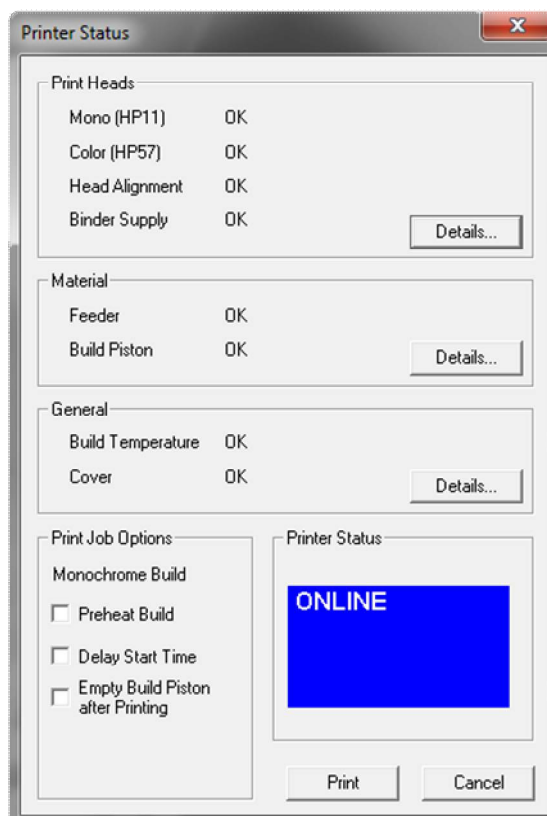 Printer Status
Print Heads
Mono (HP11) OK
Color (HP57) OK
Head Alignment OK
Binder Supply OK
Details...
Material
Feeder OK
Build Piston OK
Details...
General
Build Temperature OK
Cover OK
Details...
Print Job Options
Monochrome Build
Preheat Build
Delay Start Time
Empty Build Piston
after Printing
Printer Status
ONLINE
Print
Cancel